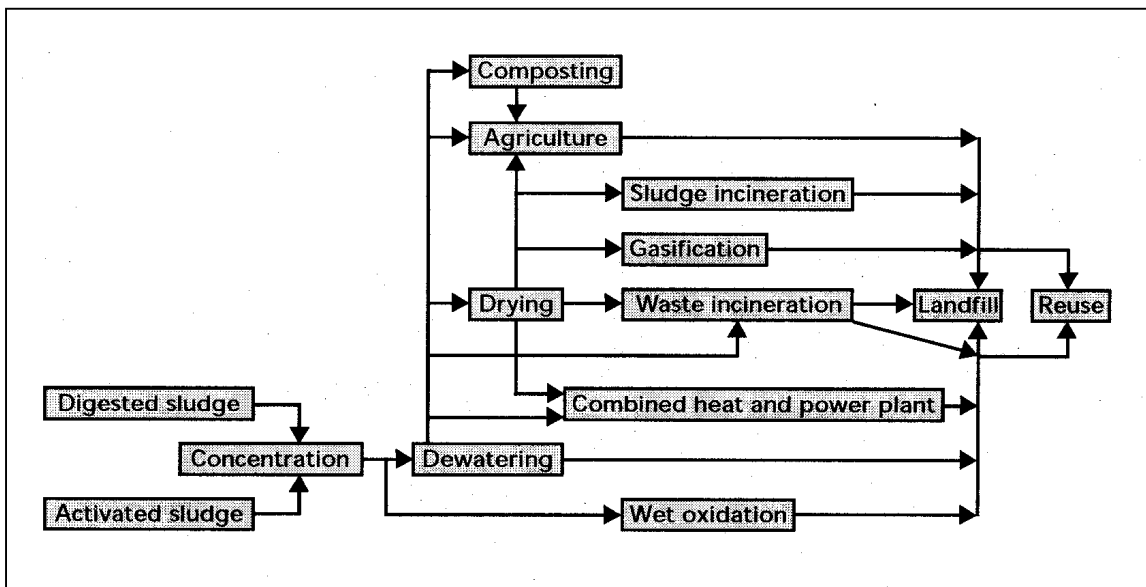 Composting
Agriculture
Sludge incineration
Gasification
Drying
Waste incineration
Landfill
Reuse
Digested sludge
Combined heat and power plant
Concentration
Dewatering
Activated sludge
Wet oxidation